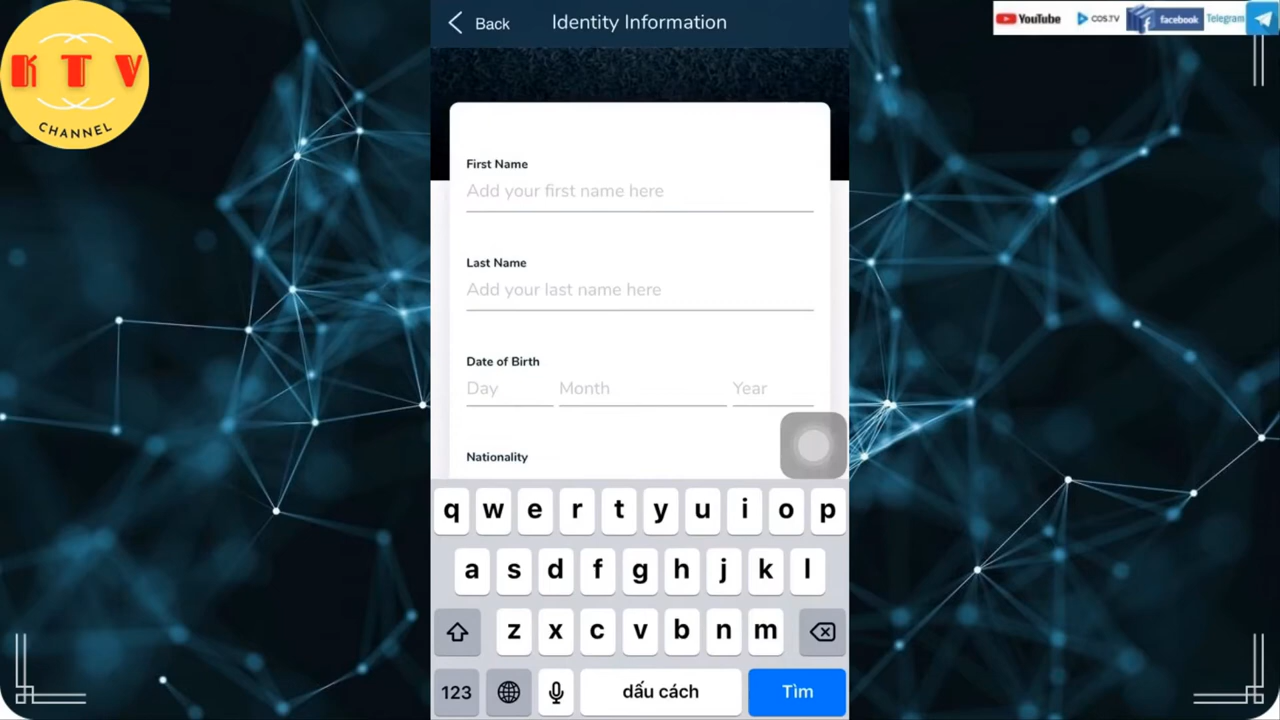 K T V
CHANNEL
Back
Identity Information
YouTube
COS.TV
facebook
Telegram
First Name
Add your first name here
Last Name
Add your last name here
Date of Birth
Day Month Year
Nationality
q w e r t y u i o p
a s d f g h j k l
z x c v b n m
123 dấu cách Tìm